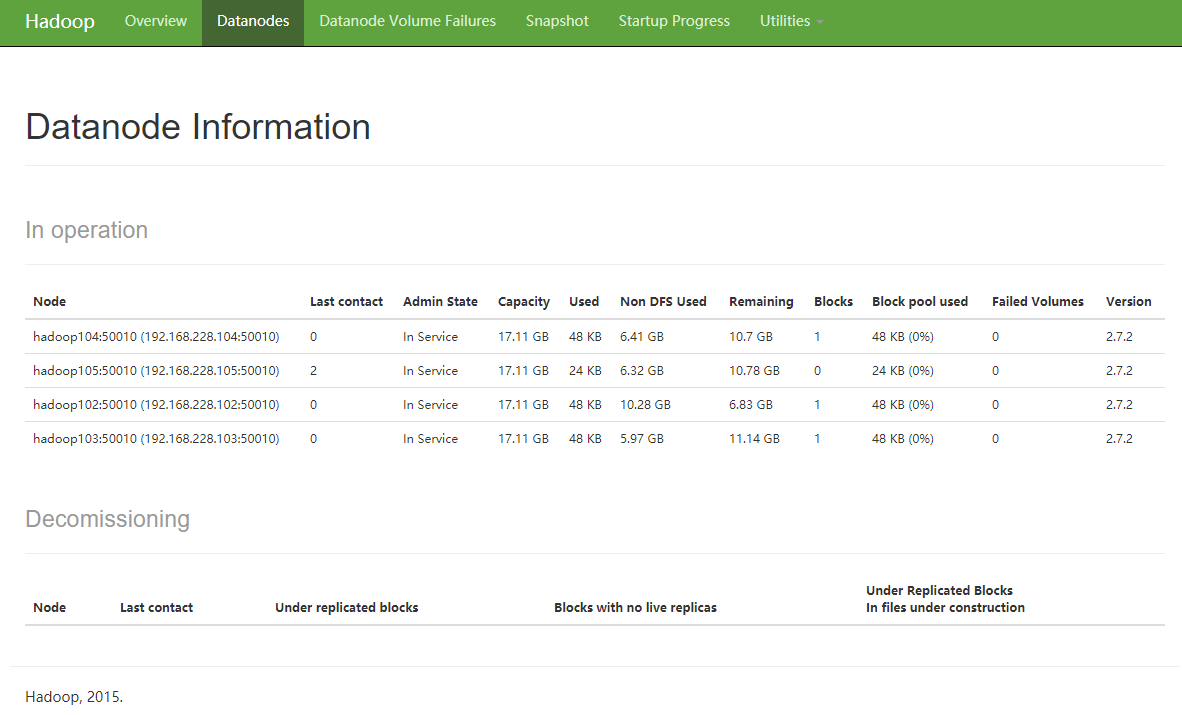 Hadoop Overview Datanodes Datanode Volume Failures Snapshot Startup Progress Utilities
Datanode Information
In operation
Node Last contact Admin State Capacity Used Non DFS Used Remaining Blocks Block pool used Failed Volumes Version
hadoop104:50010 (192.168.228.104:50010) 0 In Service 17.11 GB 48 KB 6.41 GB 10.7 GB 1 48 KB (0%) 0 2.7.2
hadoop105:50010 (192.168.228.105:50010) 2 In Service 17.11 GB 24 KB 6.32 GB 10.78 GB 0 24 KB (0%) 0 2.7.2
hadoop102:50010 (192.168.228.102:50010) 0 In Service 17.11 GB 48 KB 10.28 GB 6.83 GB 1 48 KB (0%) 0 2.7.2
hadoop103:50010 (192.168.228.103:50010) 0 In Service 17.11 GB 48 KB 5.97 GB 11.14 GB 1 48 KB (0%) 0 2.7.2
Decomissioning
Under Replicated Blocks
Node Last contact Under replicated blocks Blocks with no live replicas In files under construction
Hadoop, 2015.